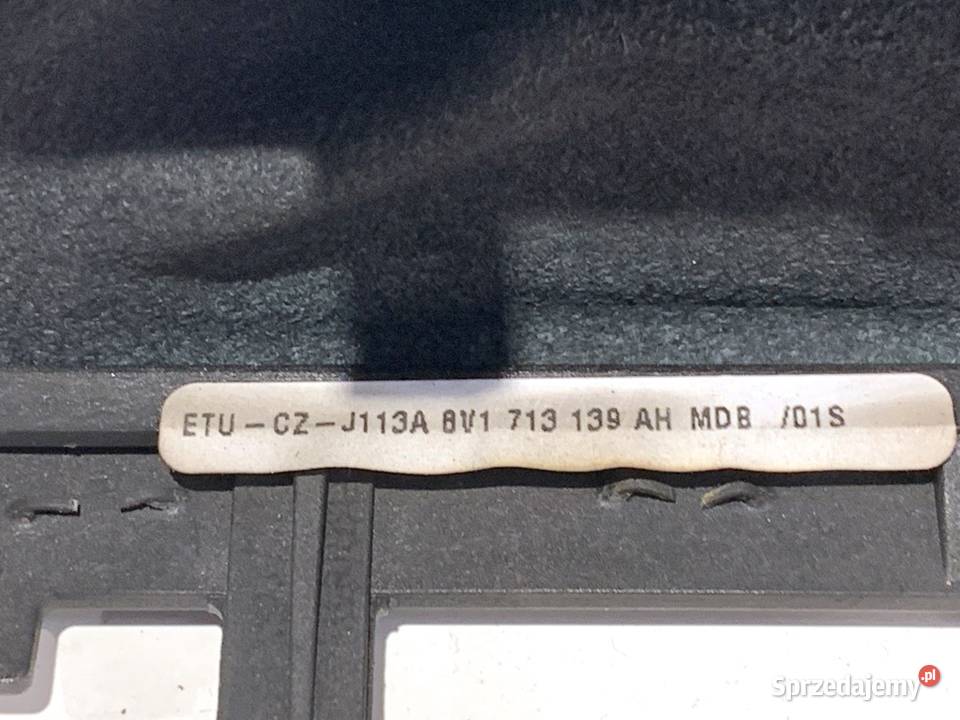 ETU-CZ-J113A 8V1 713 139 AH MDB /01S
Sprzedajemy.pl